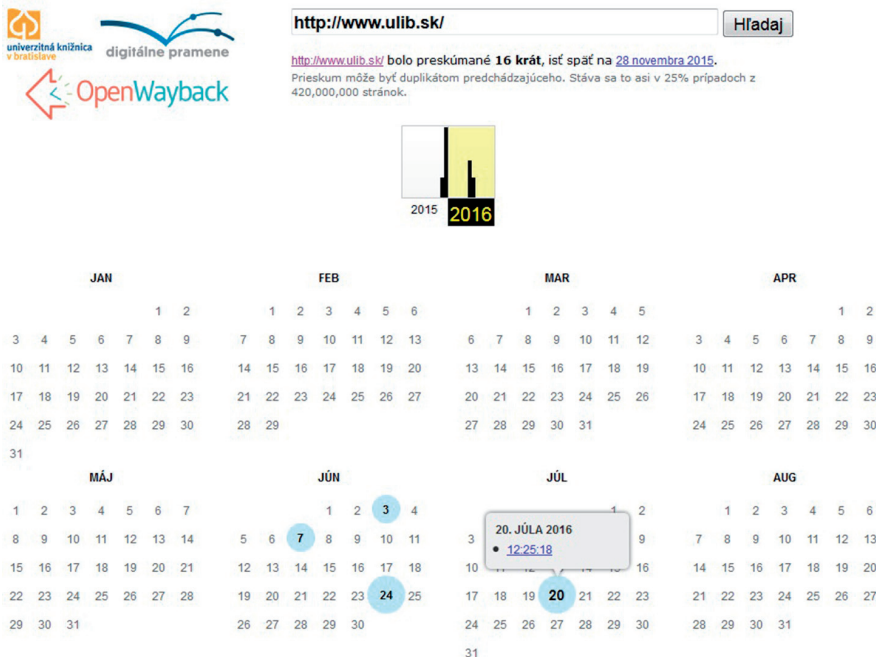 univerzitná knižnica
v bratislave
digitálne pramene
OpenWayback
http://www.ulib.sk/
Hľadaj
http://www.ulib.sk/ bolo preskúmané 16 krát, isť späť na 28 novembra 2015.
Prieskum môže byť duplikátom predchádzajúceho. Stáva sa to asi v 25% prípadoch z
420,000,000 stránok.
2015 2016
JAN FEB MAR APR
1 2 1 2 3 4 5 6 1 2 3 4 5 1 2
3 4 5 6 7 8 9 7 8 9 10 11 12 13 6 7 8 9 10 11 12 3 4 5 6 7 8 9
10 11 12 13 14 15 16 14 15 16 17 18 19 20 13 14 15 16 17 18 19 10 11 12 13 14 15 16
17 18 19 20 21 22 23 21 22 23 24 25 26 27 20 21 22 23 24 25 26 17 18 19 20 21 22 23
24 25 26 27 28 29 30 28 29 27 28 29 30 31 24 25 26 27 28 29 30
31
MÁJ JÚN JÚL AUG
1 2 3 4 5 6 7 1 2 3 4 1 2 1 2 3 4 5 6
20. JÚLA 2016
• 12:25:18
8 9 10 11 12 13 14 5 6 7 8 9 10 11 3 9 7 8 9 10 11 12 13
15 16 17 18 19 20 21 12 13 14 15 16 17 18 10 16 14 15 16 17 18 19 20
22 23 24 25 26 27 28 19 20 21 22 23 24 25 17 18 19 20 21 22 23 21 22 23 24 25 26 27
29 30 31 26 27 28 29 30 24 25 26 27 28 29 30 28 29 30 31
31